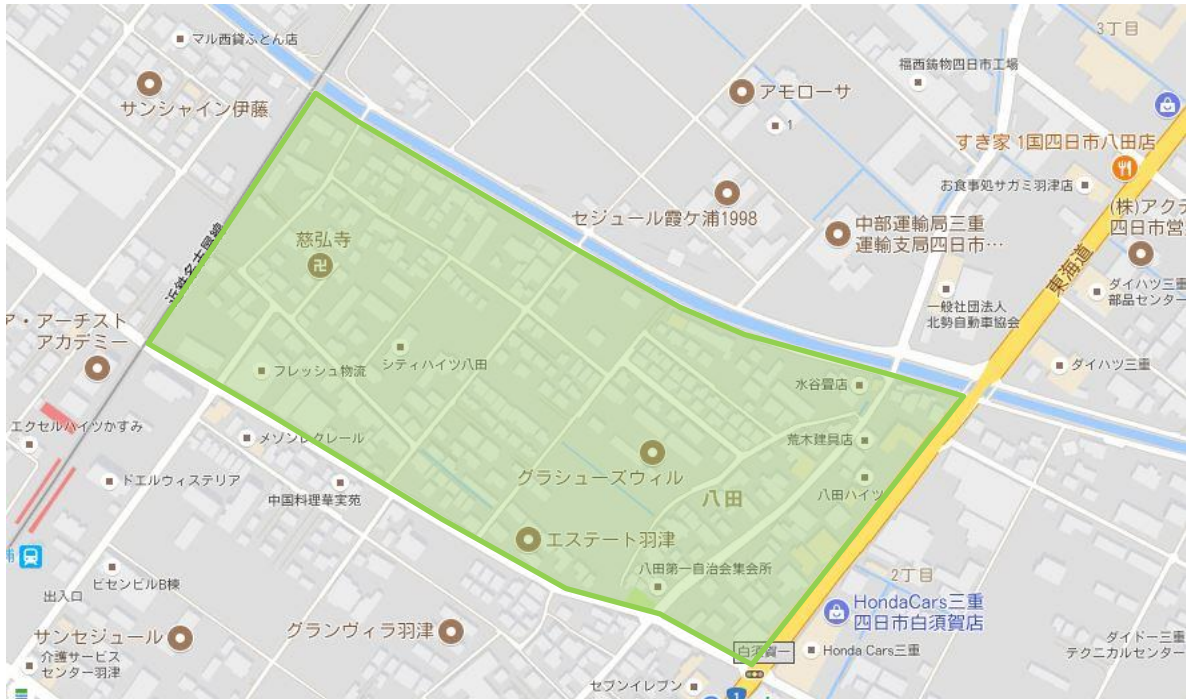 マル西貸ふとん店
サンシャイン伊藤
3丁目
福西鋳物四日市工場
アモローサ
1
すき家 1国四日市八田店
お食事処サガミ羽津店
(株)アクテ
四日市営
セジュール霞ケ浦1998
中部運輸局三重
運輸支局四日市…
慈弘寺
近鉄名古屋線
東海道
ダイハツ三重
部品センター
一般社団法人
北勢自動車協会
ア・アーチスト
アカデミー
フレッシュ物流
シティハイツ八田
水谷畳店
ダイハツ三重
エクセルハイツかすみ
メゾンレクレール
荒木建具店
ドエルウィステリア
中国料理華実苑
グラシューズウィル
八田
八田ハイツ
エステート羽津
八田第一自治会集会所
2丁目
浦
ビセンビルB棟
出入口
HondaCars三重
四日市白須賀店
サンセジュール
グランヴィラ羽津
介護サービス
センター羽津
白須賀一
Honda Cars三重
ダイドー三重
テクニカルセンター
セブンイレブン
1